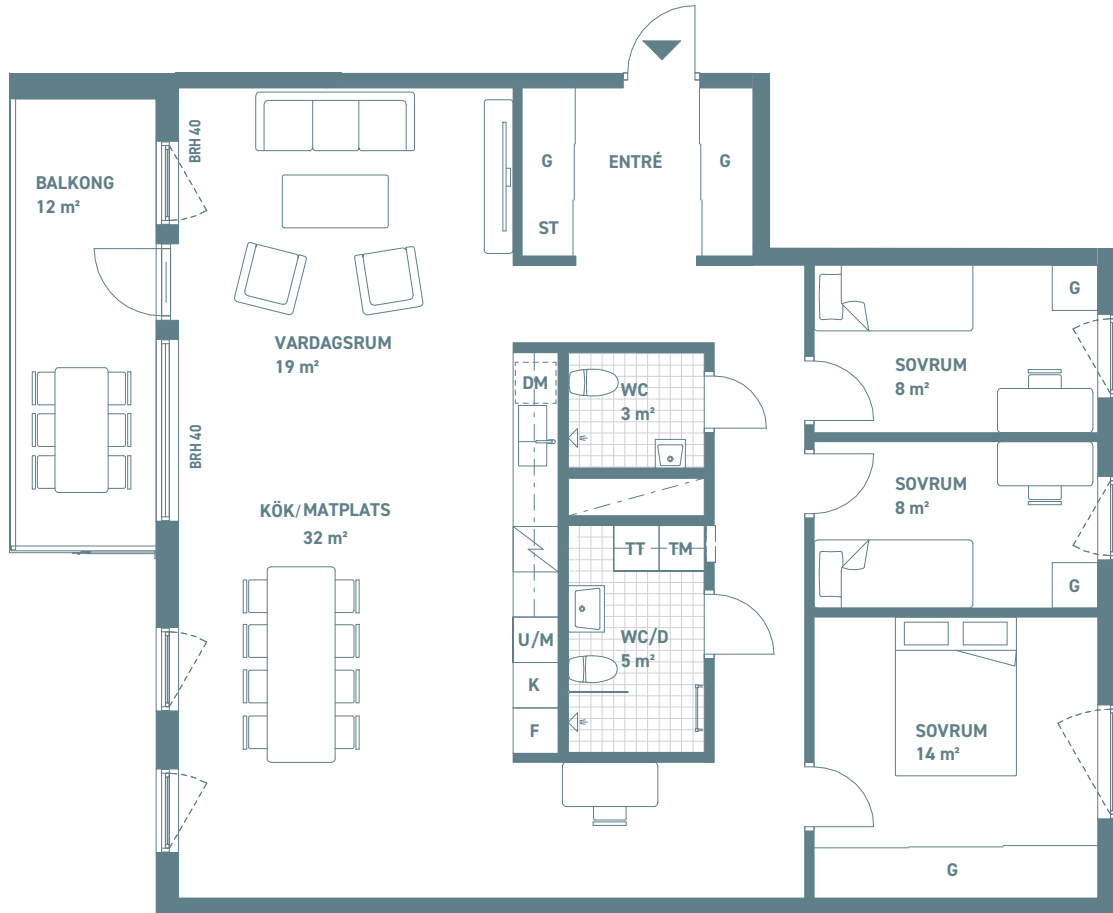 BRH 40
BALKONG
12 m²
G
ENTRÉ
G
ST
G
VARDAGSRUM
19 m²
SOVRUM
8 m²
DM
WC
3 m²
BRH 40
SOVRUM
8 m²
KÖK/MATPLATS
32 m²
TT
TM
G
U/M
WC/D
5 m²
K
F
SOVRUM
14 m²
G